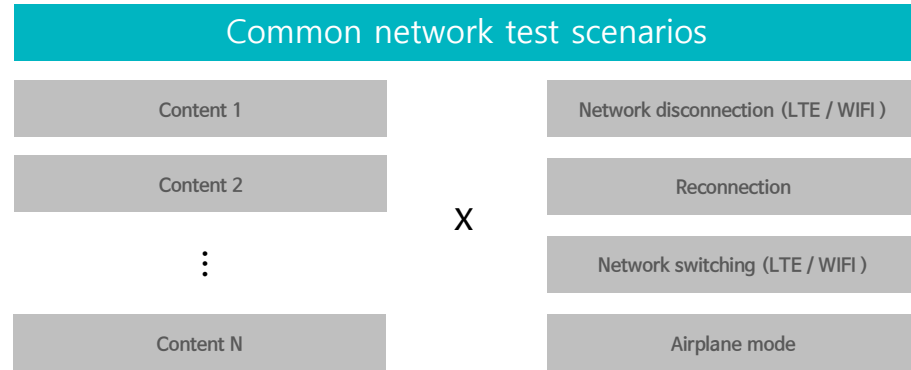 Common network test scenarios
Content 1
Content 2
⋮
Content N
X
Network disconnection (LTE / WIFI )
Reconnection
Network switching (LTE / WIFI )
Airplane mode